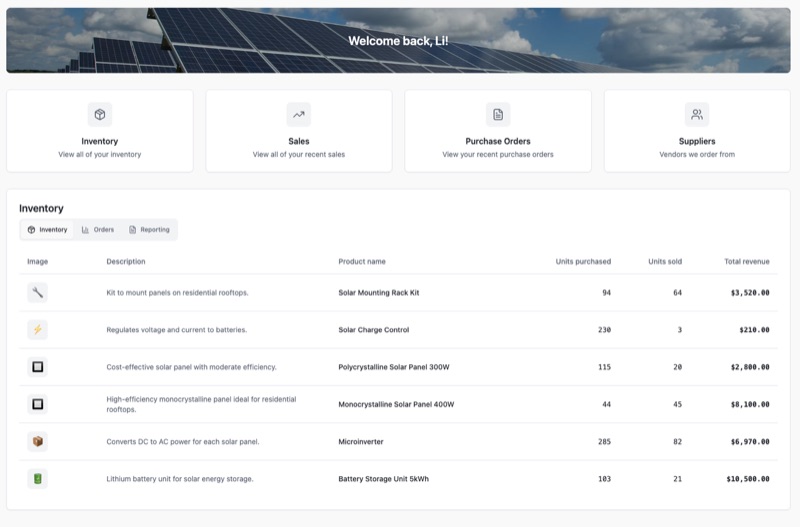 Welcome back, Li!
Inventory
View all of your inventory
Sales
View all of your recent sales
Purchase Orders
View your recent purchase orders
Suppliers
Vendors we order from
Inventory
Inventory Orders Reporting
Image Description Product name Units purchased Units sold Total revenue
Kit to mount panels on residential rooftops. Solar Mounting Rack Kit 94 64 $3,520.00
Regulates voltage and current to batteries. Solar Charge Control 230 3 $210.00
Cost-effective solar panel with moderate efficiency. Polycrystalline Solar Panel 300W 115 20 $2,800.00
High-efficiency monocrystalline panel ideal for residential
rooftops. Monocrystalline Solar Panel 400W 44 45 $8,100.00
Converts DC to AC power for each solar panel. Microinverter 285 82 $6,970.00
Lithium battery unit for solar energy storage. Battery Storage Unit 5kWh 103 21 $10,500.00